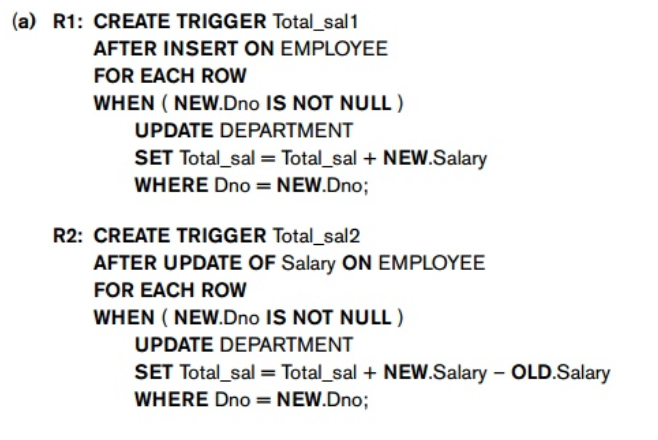 (a) R1: CREATE TRIGGER Total_sal1
AFTER INSERT ON EMPLOYEE
FOR EACH ROW
WHEN ( NEW.Dno IS NOT NULL )
UPDATE DEPARTMENT
SET Total_sal = Total_sal + NEW.Salary
WHERE Dno = NEW.Dno;
R2: CREATE TRIGGER Total_sal2
AFTER UPDATE OF Salary ON EMPLOYEE
FOR EACH ROW
WHEN ( NEW.Dno IS NOT NULL )
UPDATE DEPARTMENT
SET Total_sal = Total_sal + NEW.Salary – OLD.Salary
WHERE Dno = NEW.Dno;